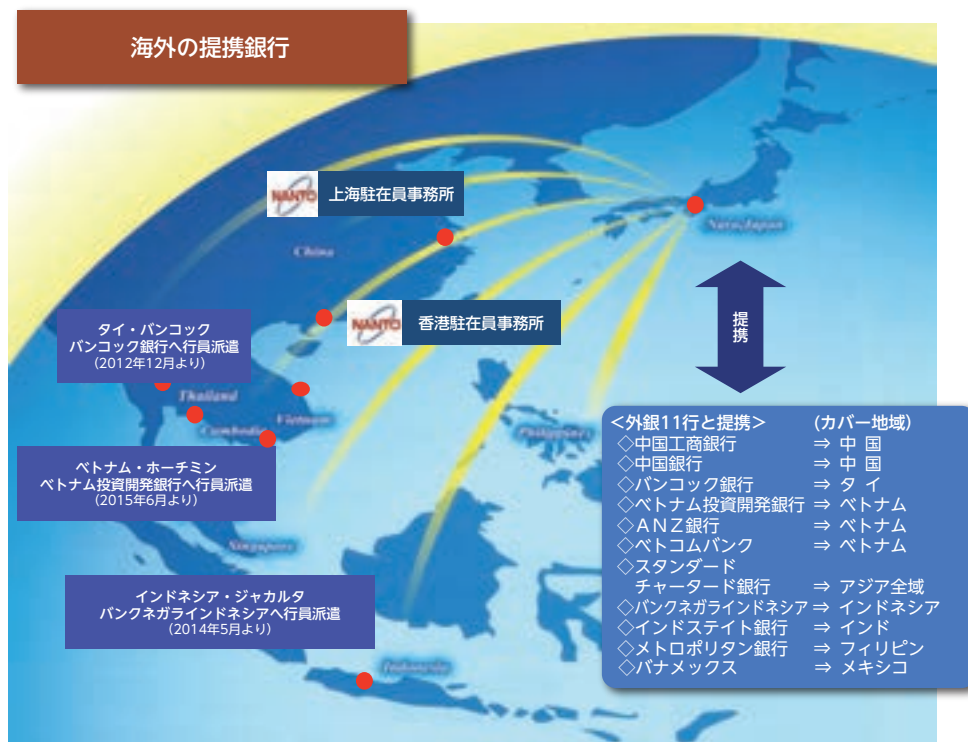 海外の提携銀行
NANTO 上海駐在員事務所
China
Nara,Japan
NANTO 香港駐在員事務所
提携
タイ・バンコック
バンコック銀行へ行員派遣
(2012年12月より)
Thailand
Vietnam
Cambodia
Philippines
ベトナム・ホーチミン
ベトナム投資開発銀行へ行員派遣
(2015年6月より)
Singapore
インドネシア・ジャカルタ
バンクネガラインドネシアへ行員派遣
(2014年5月より)
Indonesia
<外銀11行と提携> (カバー地域)
◇中国工商銀行 ⇒ 中 国
◇中国銀行 ⇒ 中 国
◇バンコック銀行 ⇒ タ イ
◇ベトナム投資開発銀行 ⇒ ベトナム
◇ANZ銀行 ⇒ ベトナム
◇ベトコムバンク ⇒ ベトナム
◇スタンダード
チャータード銀行 ⇒ アジア全域
◇バンクネガラインドネシア ⇒ インドネシア
◇インドステイト銀行 ⇒ インド
◇メトロポリタン銀行 ⇒ フィリピン
◇バナメックス ⇒ メキシコ